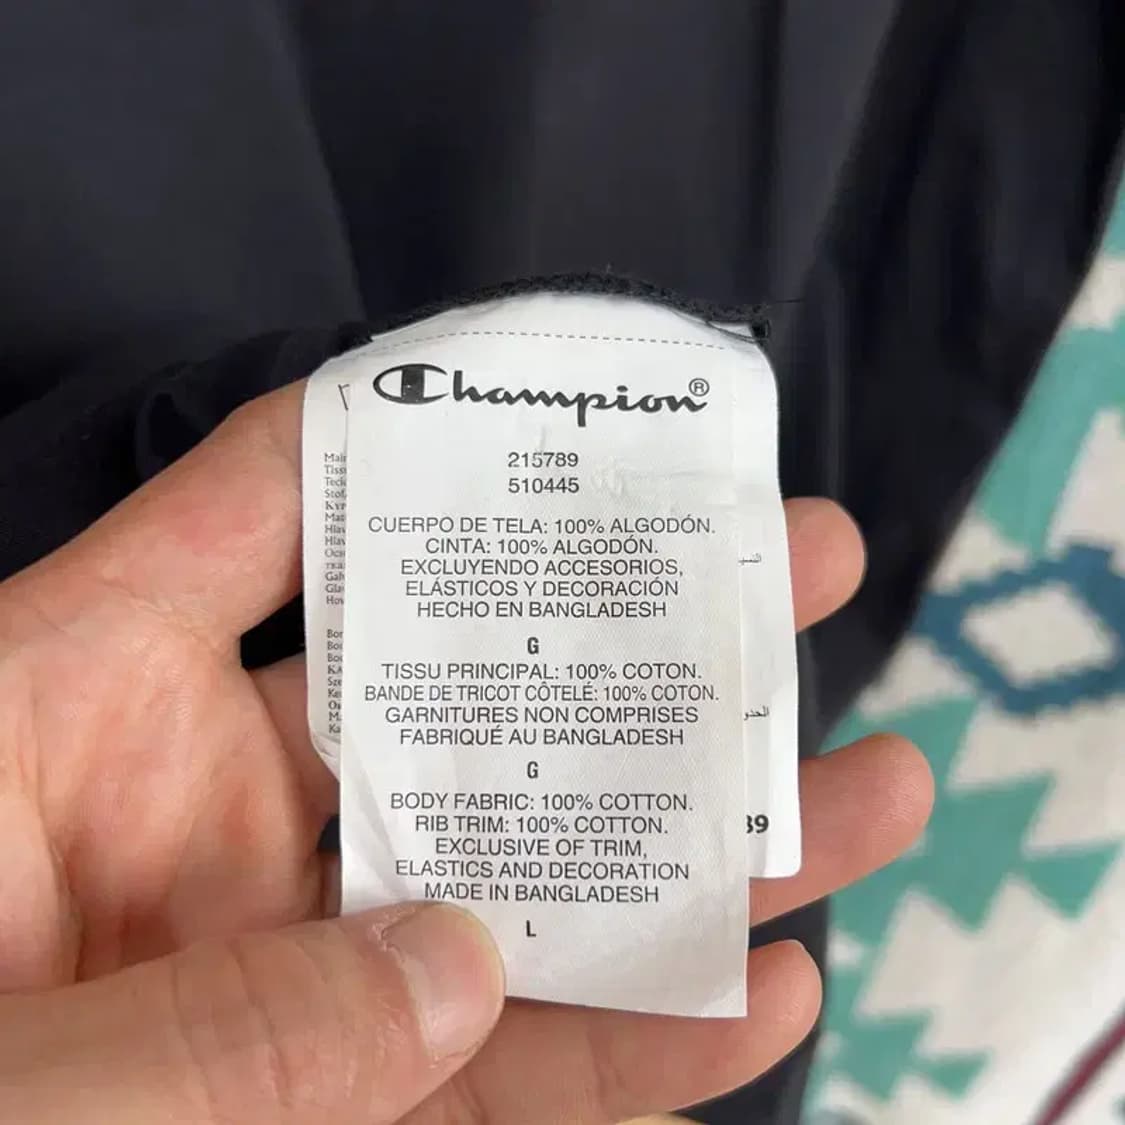 Champion®
215789
510445
CUERPO DE TELA: 100% ALGODÓN.
CINTA: 100% ALGODÓN.
EXCLUYENDO ACCESORIOS,
ELÁSTICOS Y DECORACIÓN
HECHO EN BANGLADESH
G
TISSU PRINCIPAL: 100% COTON.
BANDE DE TRICOT CÔTELÉ: 100% COTON.
GARNITURES NON COMPRISES
FABRIQUÉ AU BANGLADESH
G
BODY FABRIC: 100% COTTON.
RIB TRIM: 100% COTTON.
EXCLUSIVE OF TRIM,
ELASTICS AND DECORATION
MADE IN BANGLADESH
L